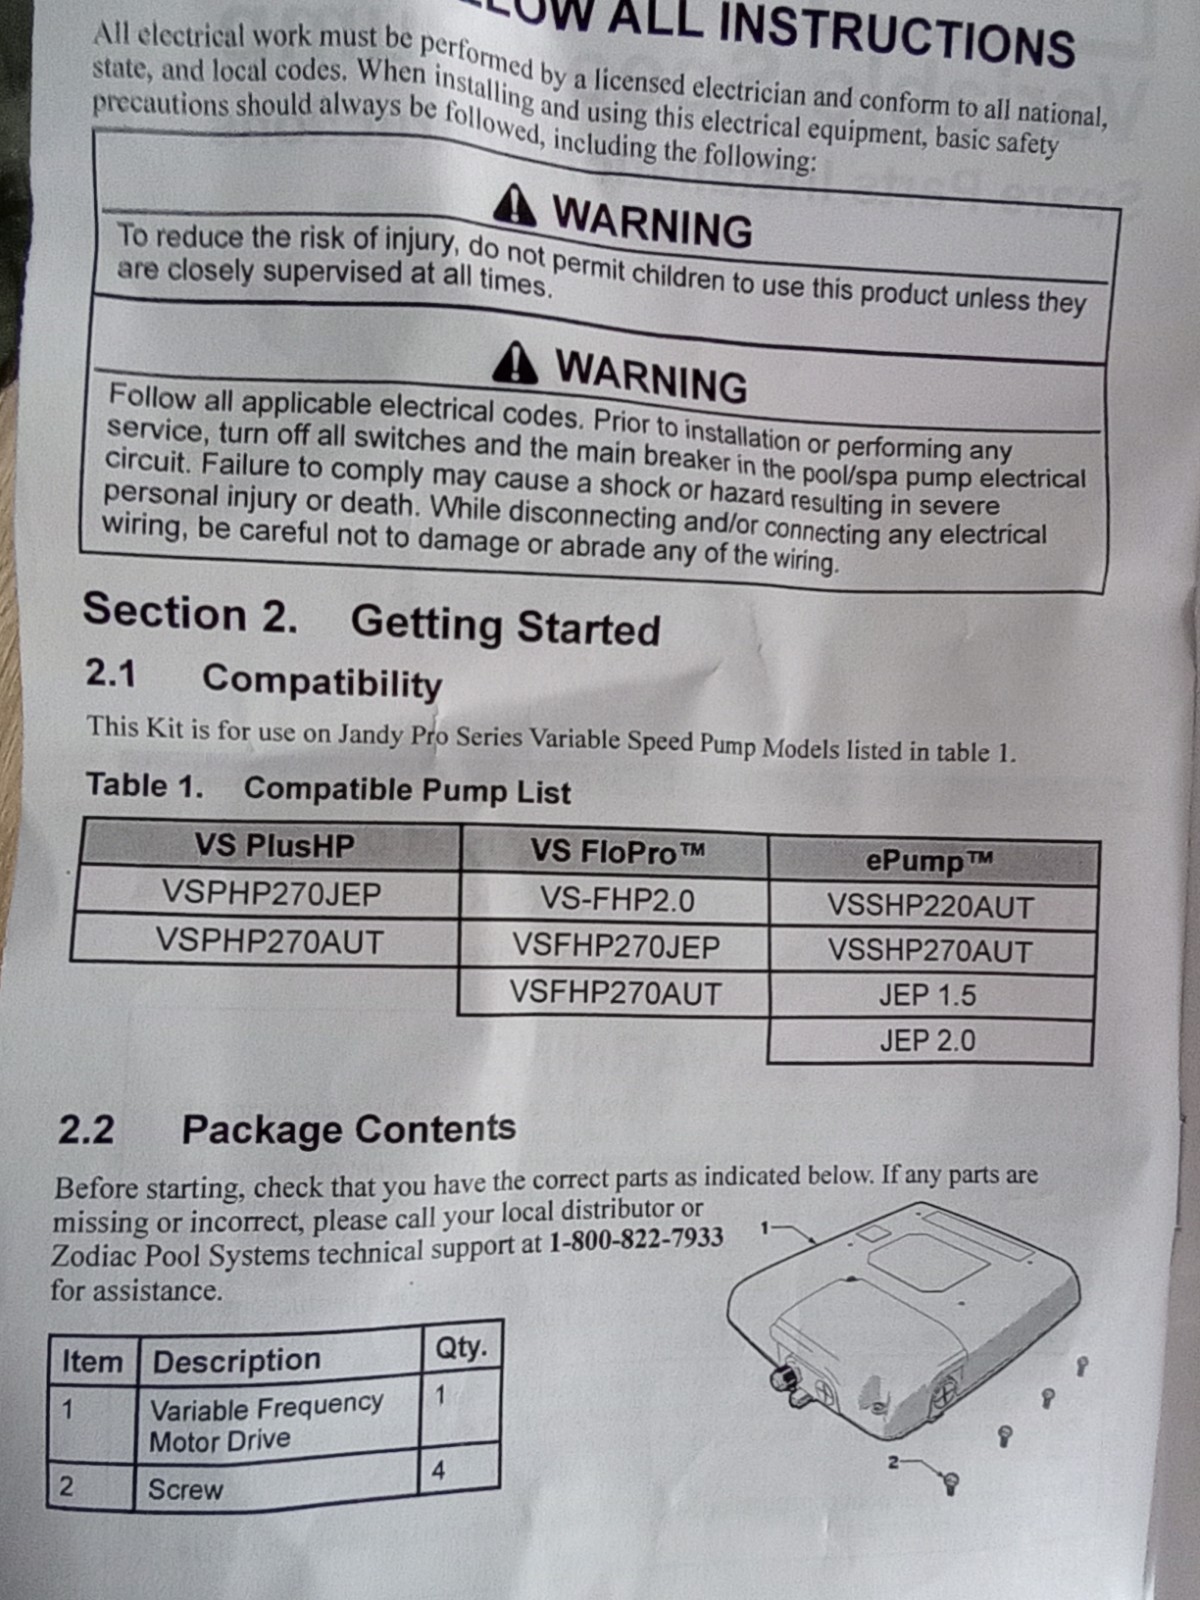 ALL INSTRUCTIONS
All electrical work must be performed by a licensed electrician and conform to all national,
state, and local codes. When installing and using this electrical equipment, basic safety
precautions should always be followed, including the following:
WARNING
To reduce the risk of injury, do not permit children to use this product unless they
are closely supervised at all times.
WARNING
Follow all applicable electrical codes. Prior to installation or performing any
service, turn off all switches and the main breaker in the pool/spa pump electrical
circuit. Failure to comply may cause a shock or hazard resulting in severe
personal injury or death. While disconnecting and/or connecting any electrical
wiring, be careful not to damage or abrade any of the wiring.
Section 2. Getting Started
2.1 Compatibility
This Kit is for use on Jandy Pro Series Variable Speed Pump Models listed in table 1.
Table 1. Compatible Pump List
VS PlusHP VS FloPro™ ePump™
VSPHP270JEP VS-FHP2.0 VSSHP220AUT
VSPHP270AUT VSFHP270JEP VSSHP270AUT
VSFHP270AUT JEP 1.5
JEP 2.0
2.2 Package Contents
Before starting, check that you have the correct parts as indicated below. If any parts are
missing or incorrect, please call your local distributor or
Zodiac Pool Systems technical support at 1-800-822-7933
for assistance.
1
Item Description Qty.
1 Variable Frequency 1
Motor Drive
2 Screw 4
2